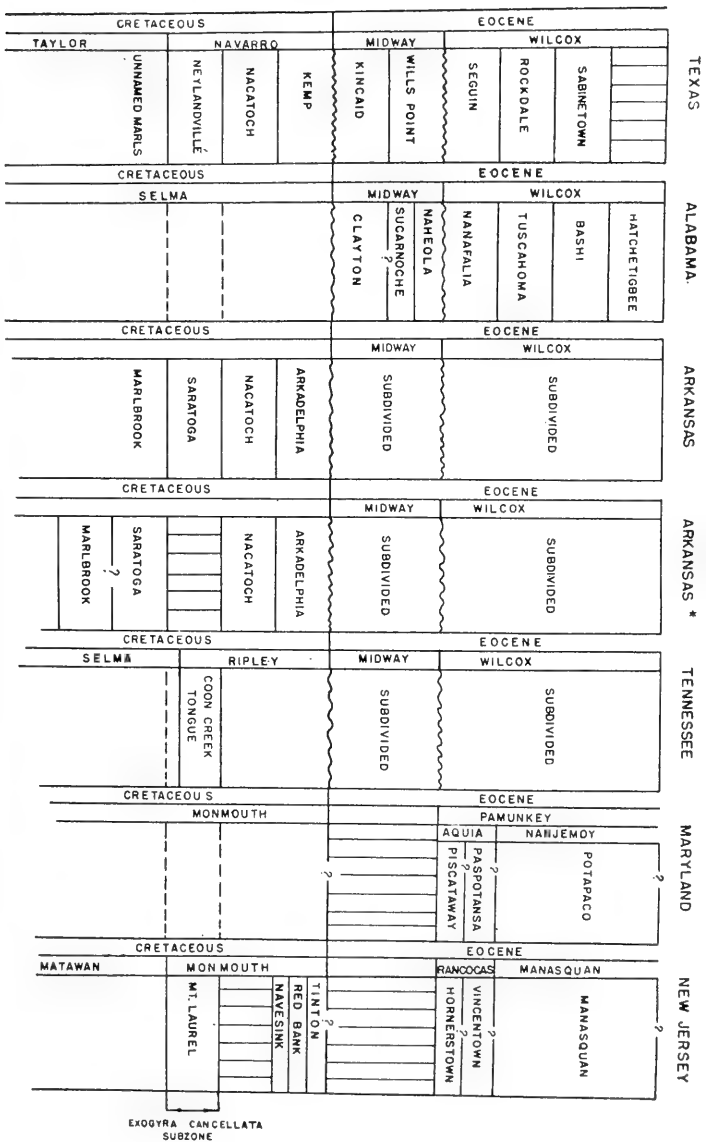 TEXAS
CRETACEOUS
EOCENE
TAYLOR
NAVARRO
MIDWAY
WILCOX
UNNAMED MARLS
NEYLANDVILLÉ
NACATOCH
KEMP
KINCAID
WILLS POINT
SEGUIN
ROCKDALE
SABINETOWN
ALABAMA.
CRETACEOUS
EOCENE
SELMA
MIDWAY
WILCOX
CLAYTON
SUCARNOCHE
?
NAHEOLA
NANAFALIA
TUSCAHOMA
BASHI
HATCHETIGBEE
ARKANSAS
CRETACEOUS
EOCENE
MIDWAY
WILCOX
MARLBROOK
SARATOGA
NACATOCH
ARKADELPHIA
SUBDIVIDED
SUBDIVIDED
ARKANSAS *
CRETACEOUS
EOCENE
MIDWAY
WILCOX
MARLBROOK
?
SARATOGA
NACATOCH
ARKADELPHIA
SUBDIVIDED
SUBDIVIDED
TENNESSEE
CRETACEOUS
EOCENE
SELMA
RIPLEY
MIDWAY
WILCOX
COON CREEK
TONGUE
SUBDIVIDED
SUBDIVIDED
MARYLAND
CRETACEOUS
EOCENE
MONMOUTH
PAMUNKEY
AQUIA
NANJEMOY
?
PISCATAWAY
?
PASPOTANSA
?
POTAPACO
?
NEW JERSEY
CRETACEOUS
EOCENE
MATAWAN
MONMOUTH
RANCOCAS
MANASQUAN
MT. LAUREL
NAVESINK
RED BANK
TINTON
?
HORNERSTOWN
?
VINCENTOWN
?
MANASQUAN
?
EXOGYRA CANCELLATA
SUBZONE